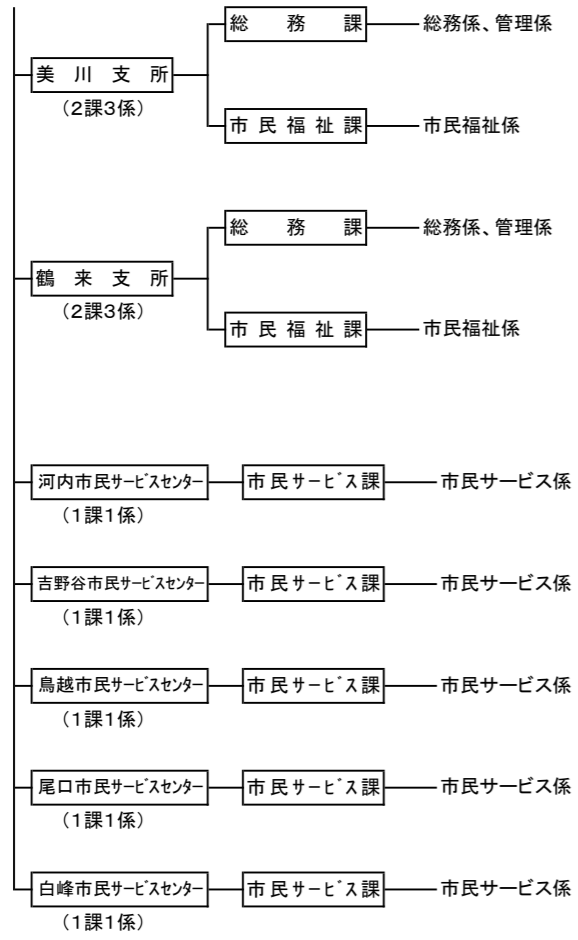 総務課 総務係、管理係
美川支所
（2課3係）
市民福祉課 市民福祉係
総務課 総務係、管理係
鶴来支所
（2課3係）
市民福祉課 市民福祉係
河内市民サービスセンター 市民サービス課 市民サービス係
（1課1係）
吉野谷市民サービスセンター 市民サービス課 市民サービス係
（1課1係）
鳥越市民サービスセンター 市民サービス課 市民サービス係
（1課1係）
尾口市民サービスセンター 市民サービス課 市民サービス係
（1課1係）
白峰市民サービスセンター 市民サービス課 市民サービス係
（1課1係）